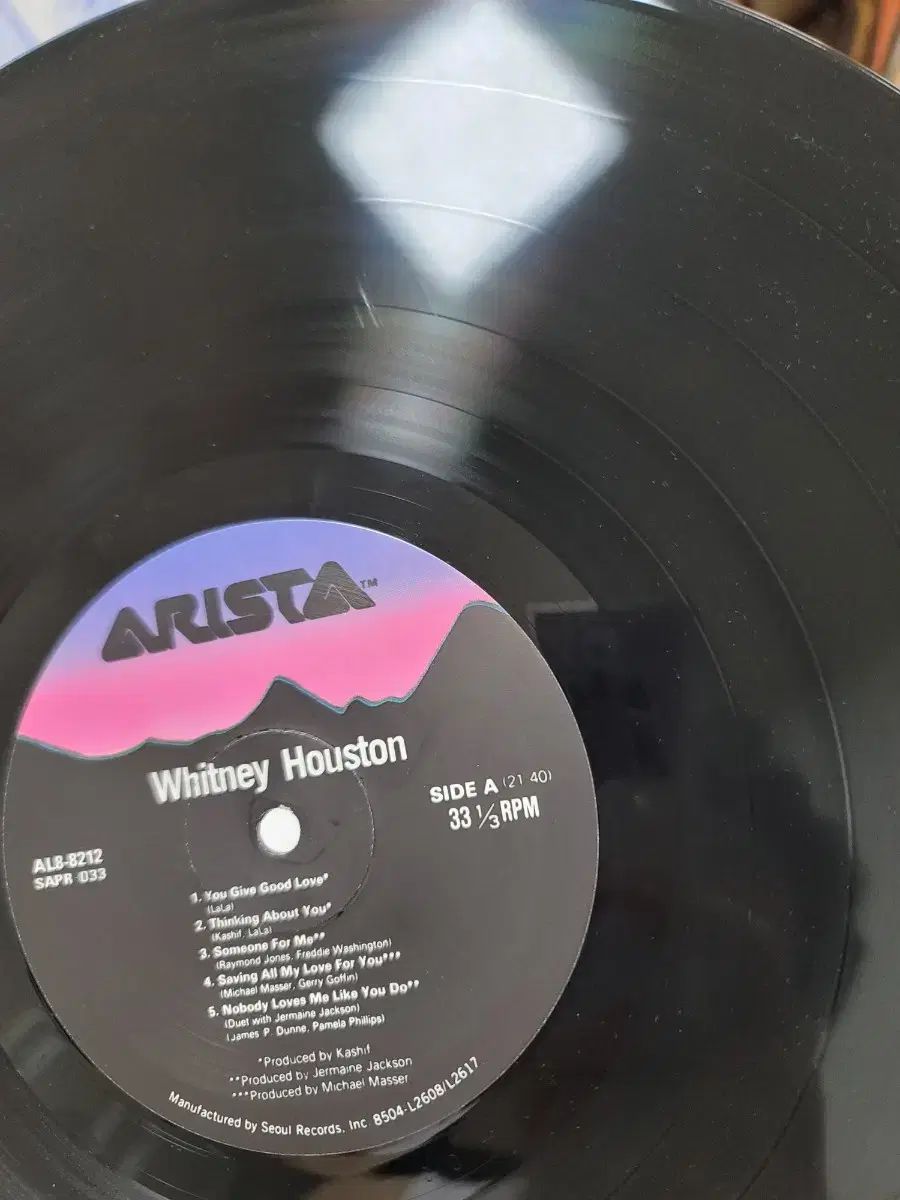 ARISTA™
Whitney Houston
SIDE A (21 40)
33 1/3 RPM
AL8-8212
SAPR 033
1. You Give Good Love*
(LaLa)
2. Thinking About You*
(Kashif, LaLa)
3. Someone For Me**
(Raymond Jones, Freddie Washington)
4. Saving All My Love For You***
(Michael Masser, Gerry Goffin)
5. Nobody Loves Me Like You Do**
(Duet with Jermaine Jackson)
(James P. Dunne, Pamela Phillips)
*Produced by Kashif
**Produced by Jermaine Jackson
***Produced by Michael Masser
Manufactured by Seoul Records, Inc 8504-L2608/L2617